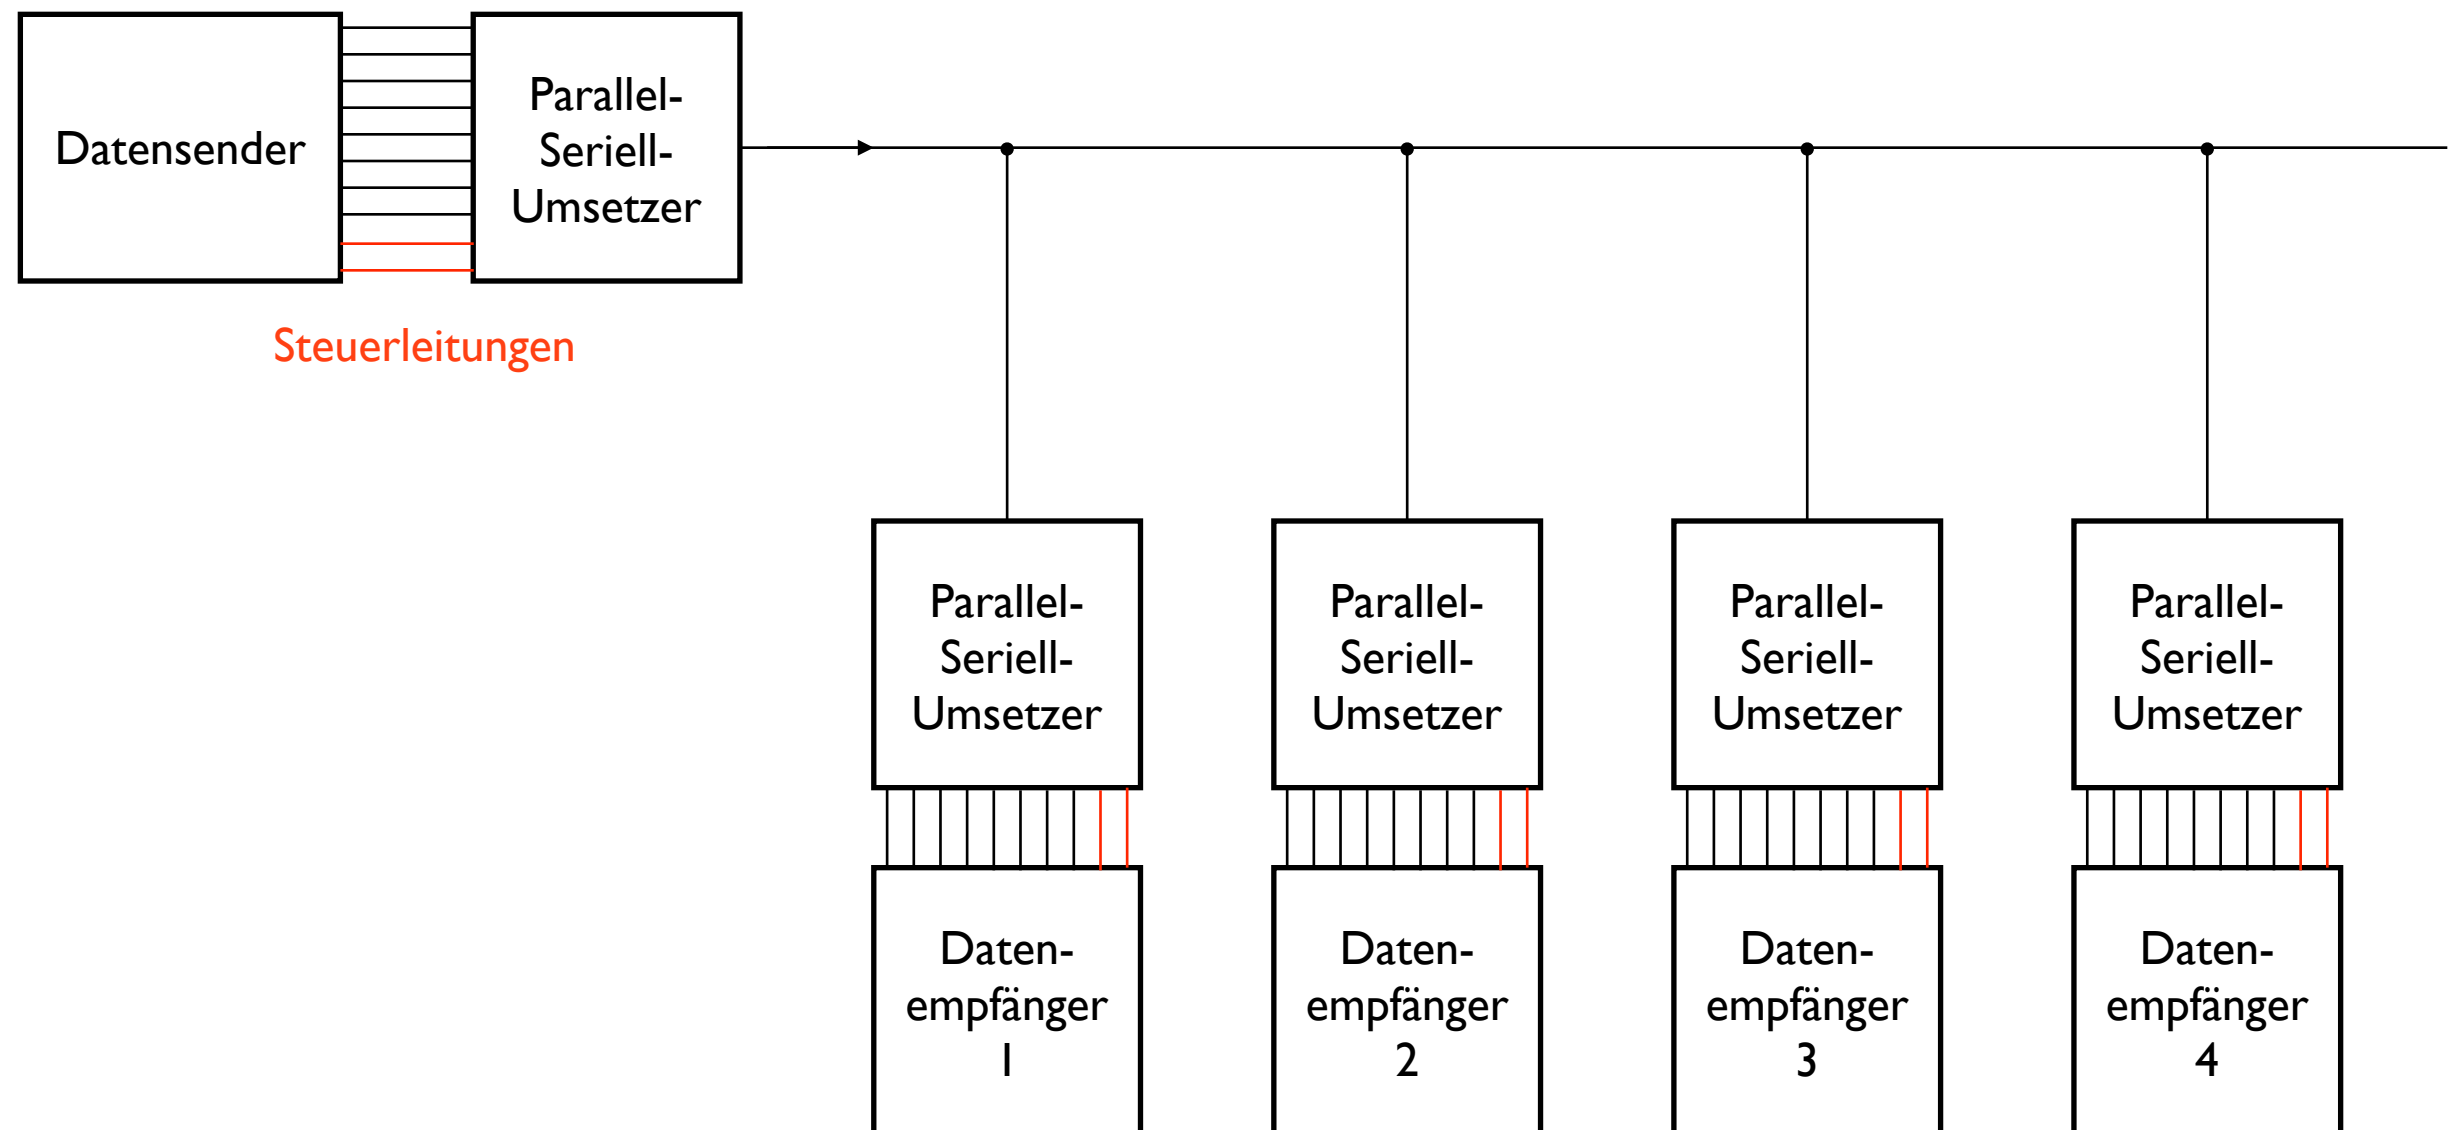 Datensender
Parallel-
Seriell-
Umsetzer
Steuerleitungen
Parallel-
Seriell-
Umsetzer
Parallel-
Seriell-
Umsetzer
Parallel-
Seriell-
Umsetzer
Parallel-
Seriell-
Umsetzer
Daten-
empfänger
1
Daten-
empfänger
2
Daten-
empfänger
3
Daten-
empfänger
4